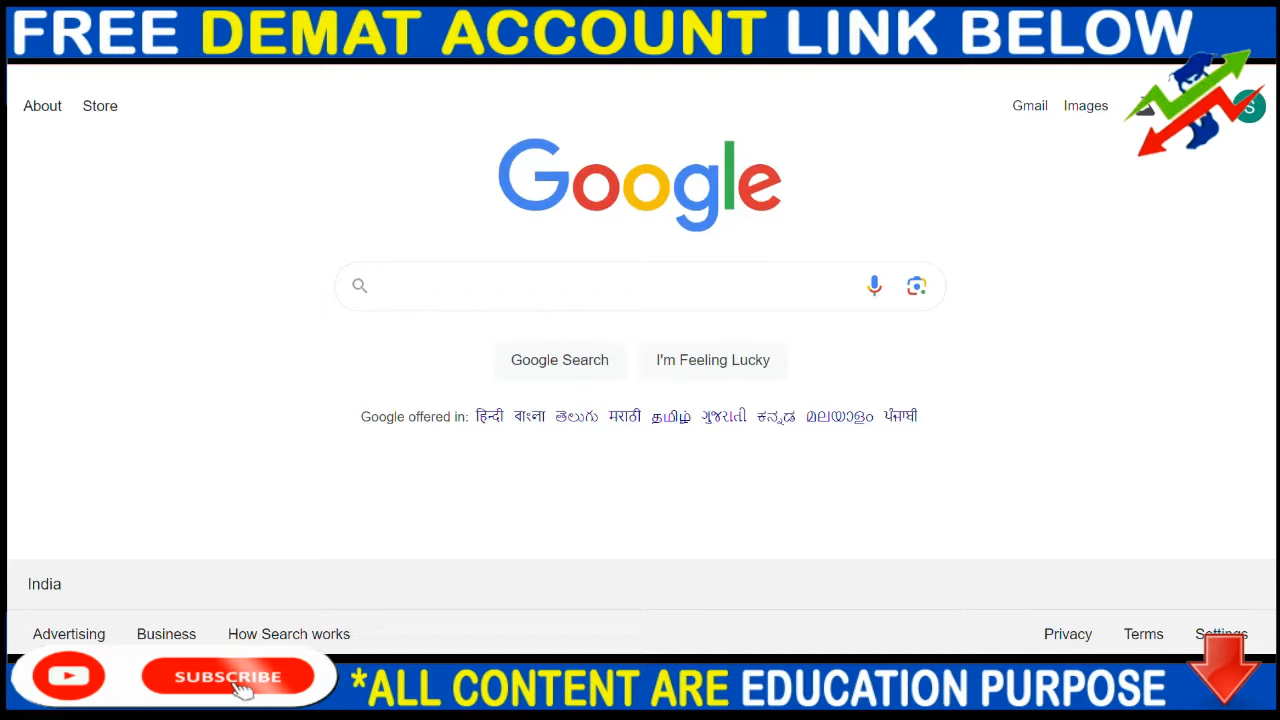 FREE DEMAT ACCOUNT LINK BELOW
About Store
Gmail Images
S
Google
Google Search I'm Feeling Lucky
Google offered in: हिन्दी বাংলা తెలుగు मराठी தமிழ் ગુજરાતી ಕನ್ನಡ മലയാളം ਪੰਜਾਬੀ
India
Advertising Business How Search works
Privacy Terms Settings
SUBSCRIBE
*ALL CONTENT ARE EDUCATION PURPOSE